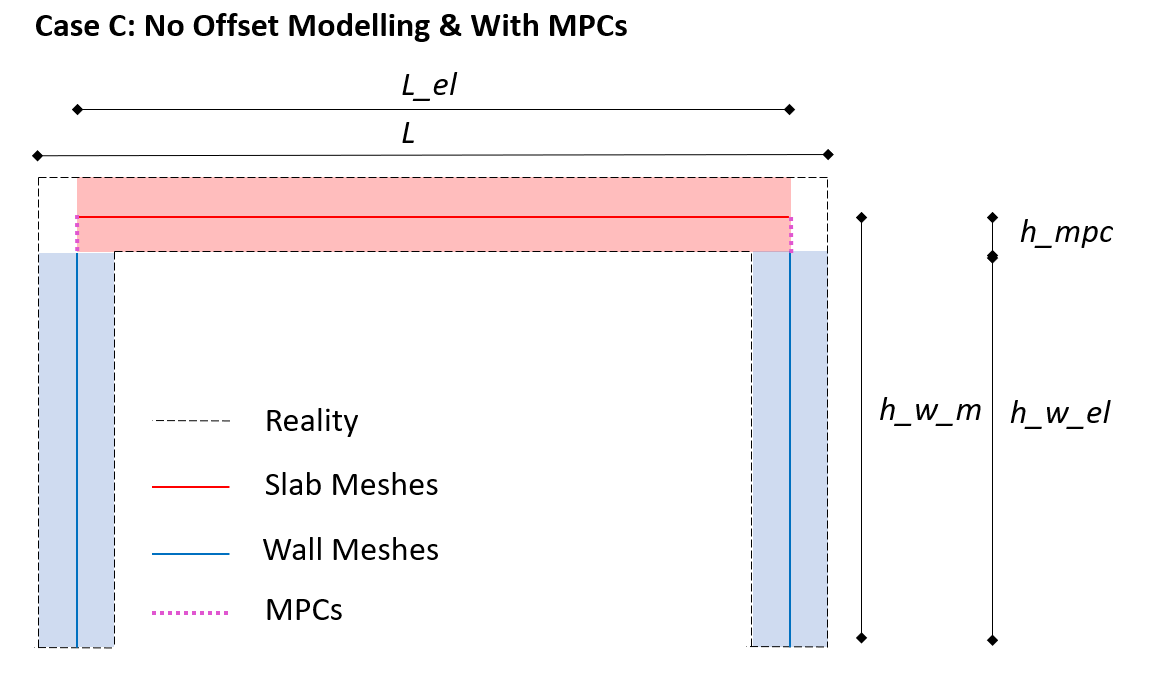 Case C: No Offset Modelling & With MPCs
L_el
L
h_mpc
h_w_m
h_w_el
Reality
Slab Meshes
Wall Meshes
MPCs